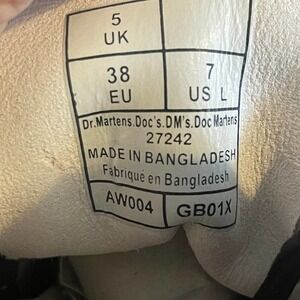 5
UK
38
EU
7
US L
Dr.Martens.Doc's.DM's.Doc Martens
27242
MADE IN BANGLADESH
Fabriqué en Bangladesh
AW004
GB01X